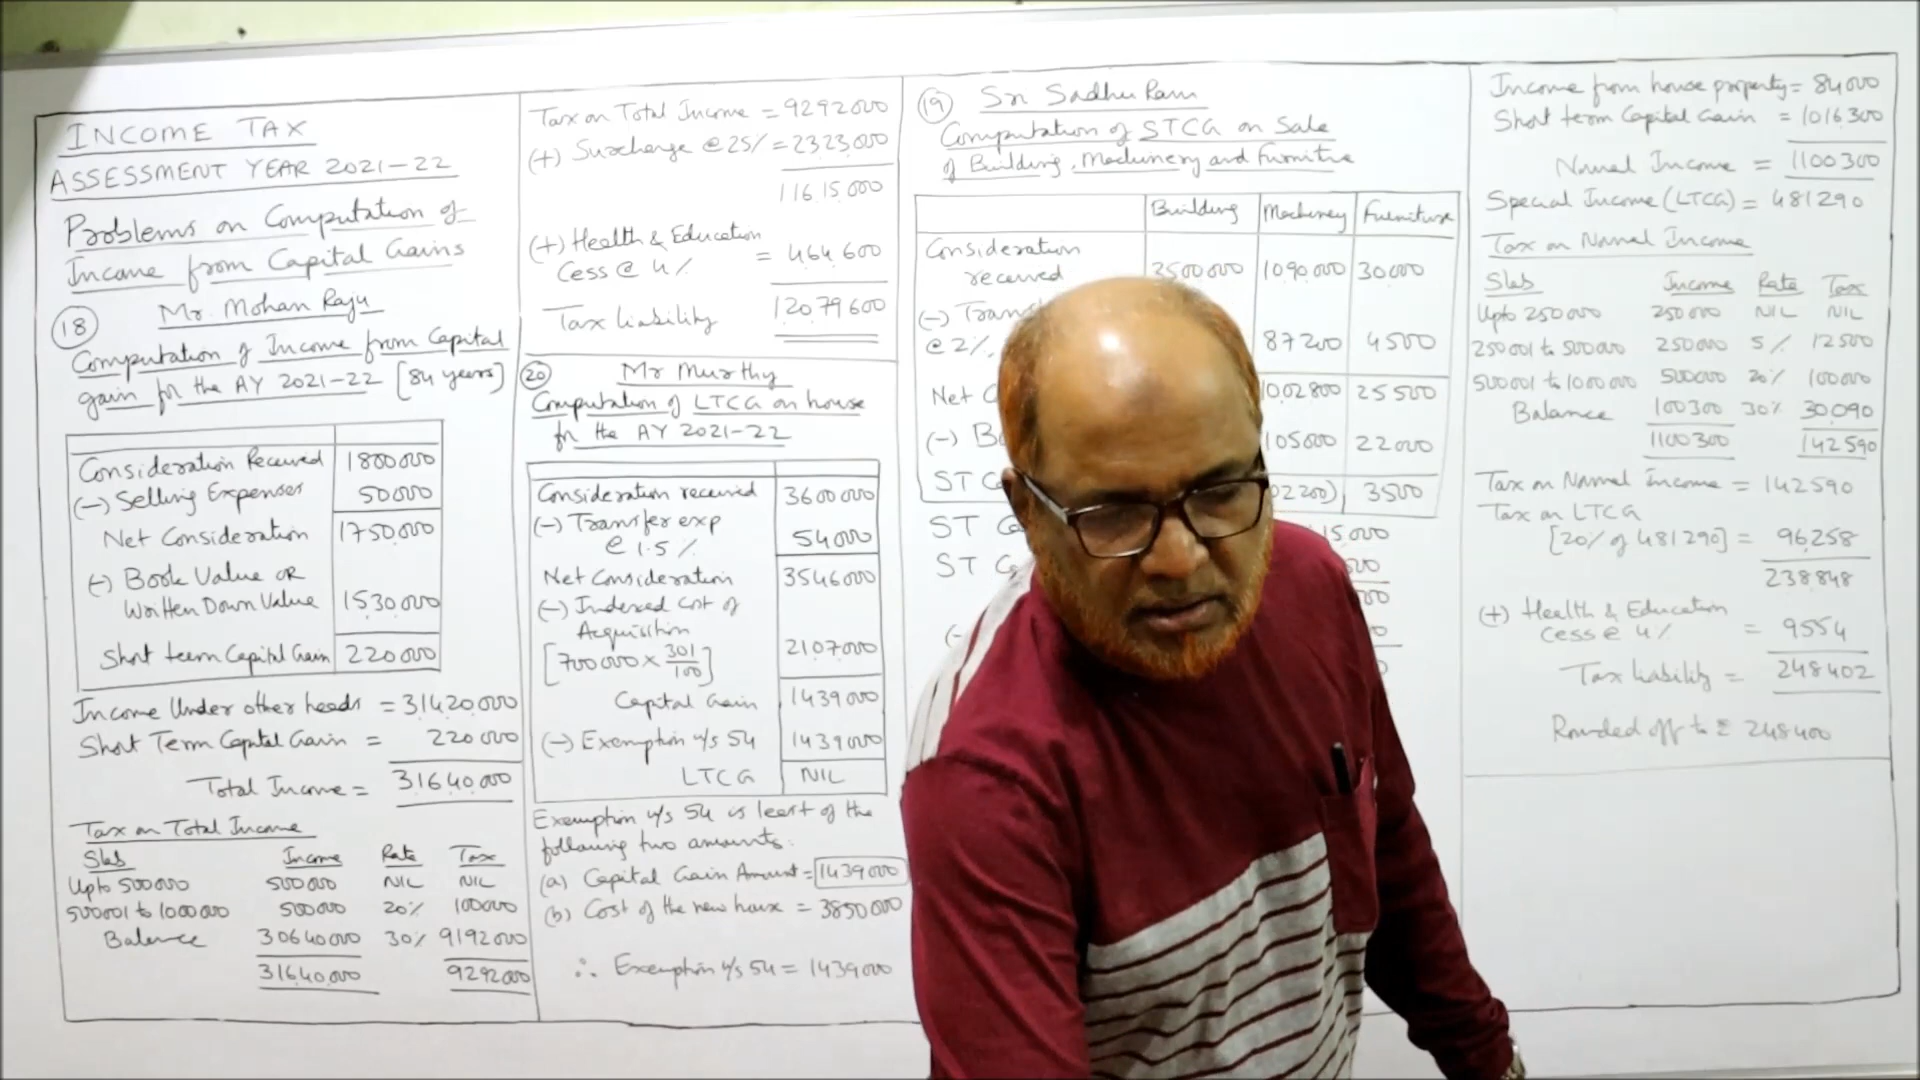 INCOME TAX
ASSESSMENT YEAR 2021-22
Problems on Computation of
Income from Capital Gains
18 Mr. Mohan Raju
Computation of Income from Capital
gain for the AY 2021-22 [84 years]
Consideration Received 1800000
(-) Selling Expenses 50000
Net Consideration 1750000
(-) Book Value OR
Written Down Value 1530000
Short term Capital Gain 220000
Income Under other heads = 31420000
Short Term Capital Gain = 220000
Total Income = 31640000
Tax on Total Income
Slab Income Rate Tax
Upto 500000 500000 NIL NIL
500001 to 1000000 500000 20% 100000
Balance 30640000 30% 9192000
31640000 9292000
Tax on Total Income = 9292000
(+) Surcharge @ 25% = 2323000
11615000
(+) Health & Education
Cess @ 4% = 464600
Tax liability 12079600
20 Mr Murthy
Computation of LTCG on house
for the AY 2021-22
Consideration received 3600000
(-) Transfer exp
@ 1.5% 54000
Net Consideration 3546000
(-) Indexed cost of
Acquisition
[700000 × 301/100] 2107000
Capital Gain 1439000
(-) Exemption u/s 54 1439000
LTCG NIL
Exemption u/s 54 is least of the
following two amounts:
(a) Capital Gain Amount = 1439000
(b) Cost of the new house = 3850000
∴ Exemption u/s 54 = 1439000
19 Sri Sadhu Ram
Computation of STCG on Sale
of Building, Machinery and Furniture
Building Machinery Furniture
Consideration
received 3500000 1090000 30000
(-)
@ 2% 87200 4500
Net 1002800 25500
(-) 105000 22000
ST 3500
ST
ST
Income from house property = 84000
Short term Capital Gain = 1016300
Normal Income = 1100300
Special Income (LTCG) = 481290
Tax on Normal Income
Slab Income Rate Tax
Upto 250000 250000 NIL NIL
250001 to 500000 250000 5% 12500
500001 to 1000000 500000 20% 100000
Balance 100300 30% 30090
1100300 142590
Tax on Normal Income = 142590
Tax on LTCG
[20% of 481290] = 96258
238848
(+) Health & Education
cess @ 4% = 9554
Tax liability = 248402
Rounded off to ₹ 248400